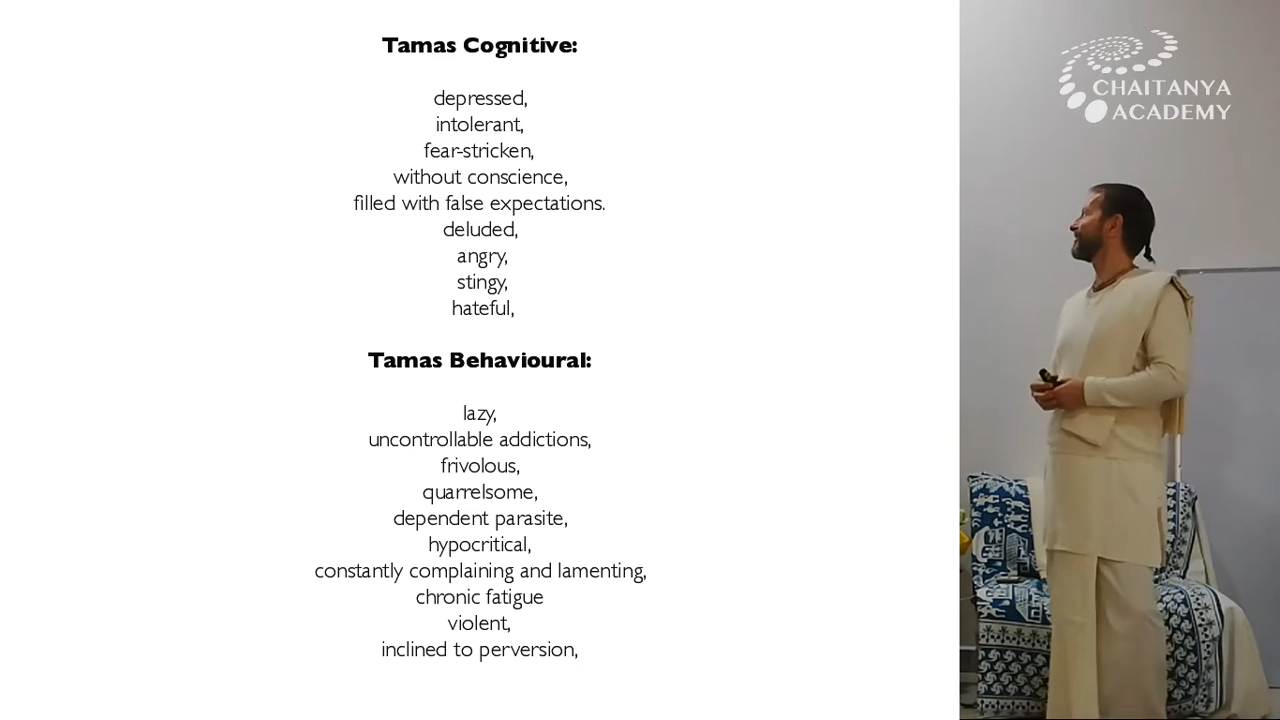 Tamas Cognitive:
depressed,
intolerant,
fear-stricken,
without conscience,
filled with false expectations.
deluded,
angry,
stingy,
hateful,
Tamas Behavioural:
lazy,
uncontrollable addictions,
frivolous,
quarrelsome,
dependent parasite,
hypocritical,
constantly complaining and lamenting,
chronic fatigue
violent,
inclined to perversion,
CHAITANYA
ACADEMY